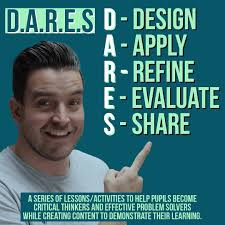 D.A.R.E.S
D - DESIGN
A - APPLY
R - REFINE
E - EVALUATE
S - SHARE
A SERIES OF LESSONS/ACTIVITIES TO HELP PUPILS BECOME
CRITICAL THINKERS AND EFFECTIVE PROBLEM SOLVERS
WHILE CREATING CONTENT TO DEMONSTRATE THEIR LEARNING.